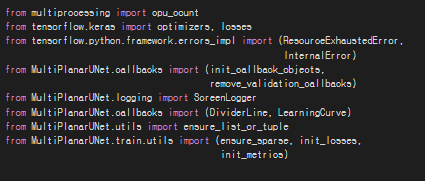 from multiprocessing import cpu_count
from tensorflow.keras import optimizers, losses
from tensorflow.python.framework.errors_impl import (ResourceExhaustedError,
InternalError)
from MultiPlanarUNet.callbacks import (init_callback_objects,
remove_validation_callbacks)
from MultiPlanarUNet.logging import ScreenLogger
from MultiPlanarUNet.callbacks import (DividerLine, LearningCurve)
from MultiPlanarUNet.utils import ensure_list_or_tuple
from MultiPlanarUNet.train.utils import (ensure_sparse, init_losses,
init_metrics)